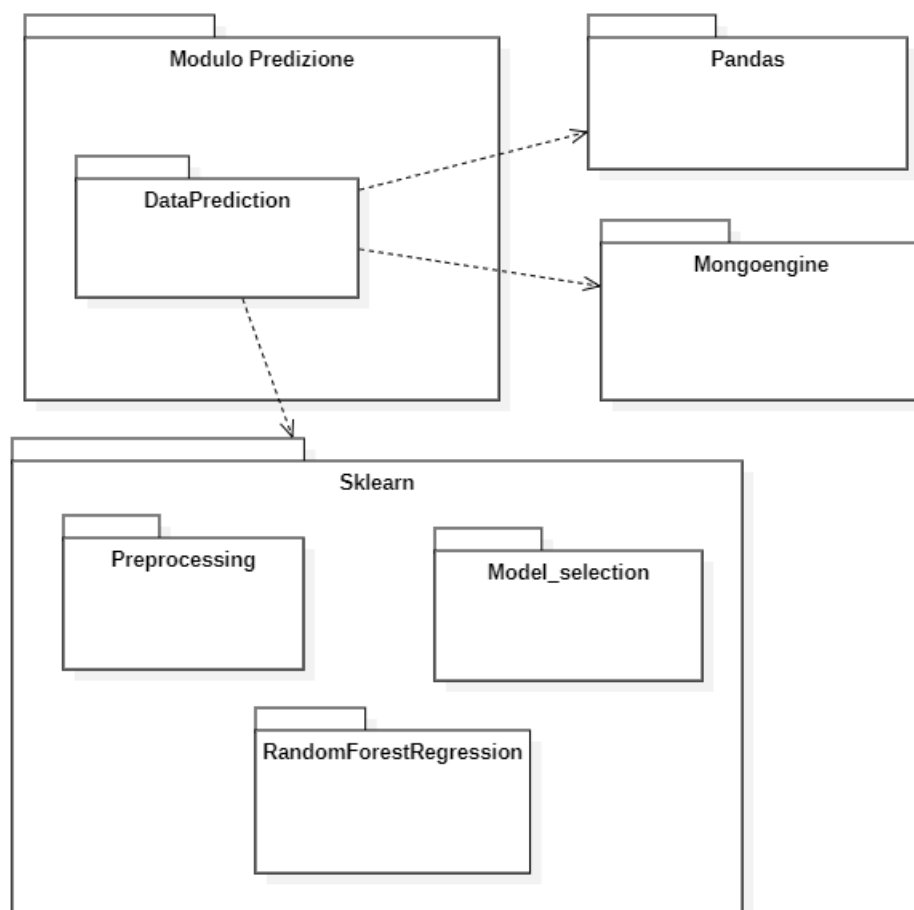 Modulo Predizione
Pandas
DataPrediction
Mongoengine
Sklearn
Preprocessing
Model_selection
RandomForestRegression